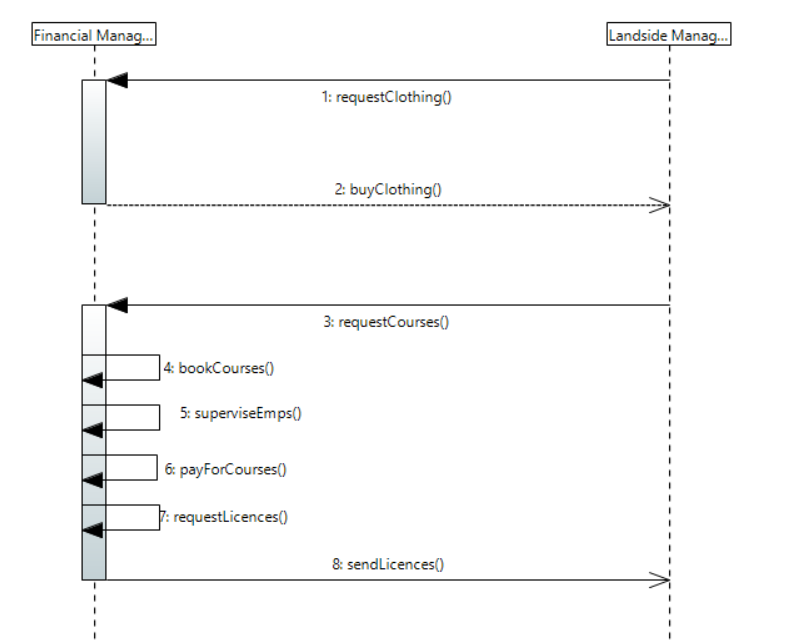 Financial Manag...
Landside Manag...
1: requestClothing()
2: buyClothing()
3: requestCourses()
4: bookCourses()
5: superviseEmps()
6: payForCourses()
7: requestLicences()
8: sendLicences()